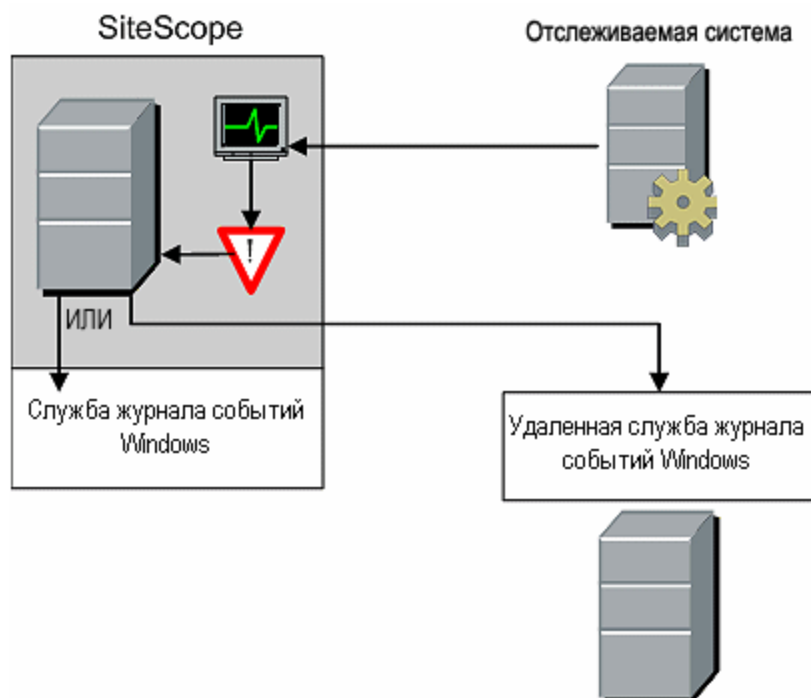 SiteScope
Отслеживаемая система
!
ИЛИ
Служба журнала событий
Windows
Удаленная служба журнала
событий Windows